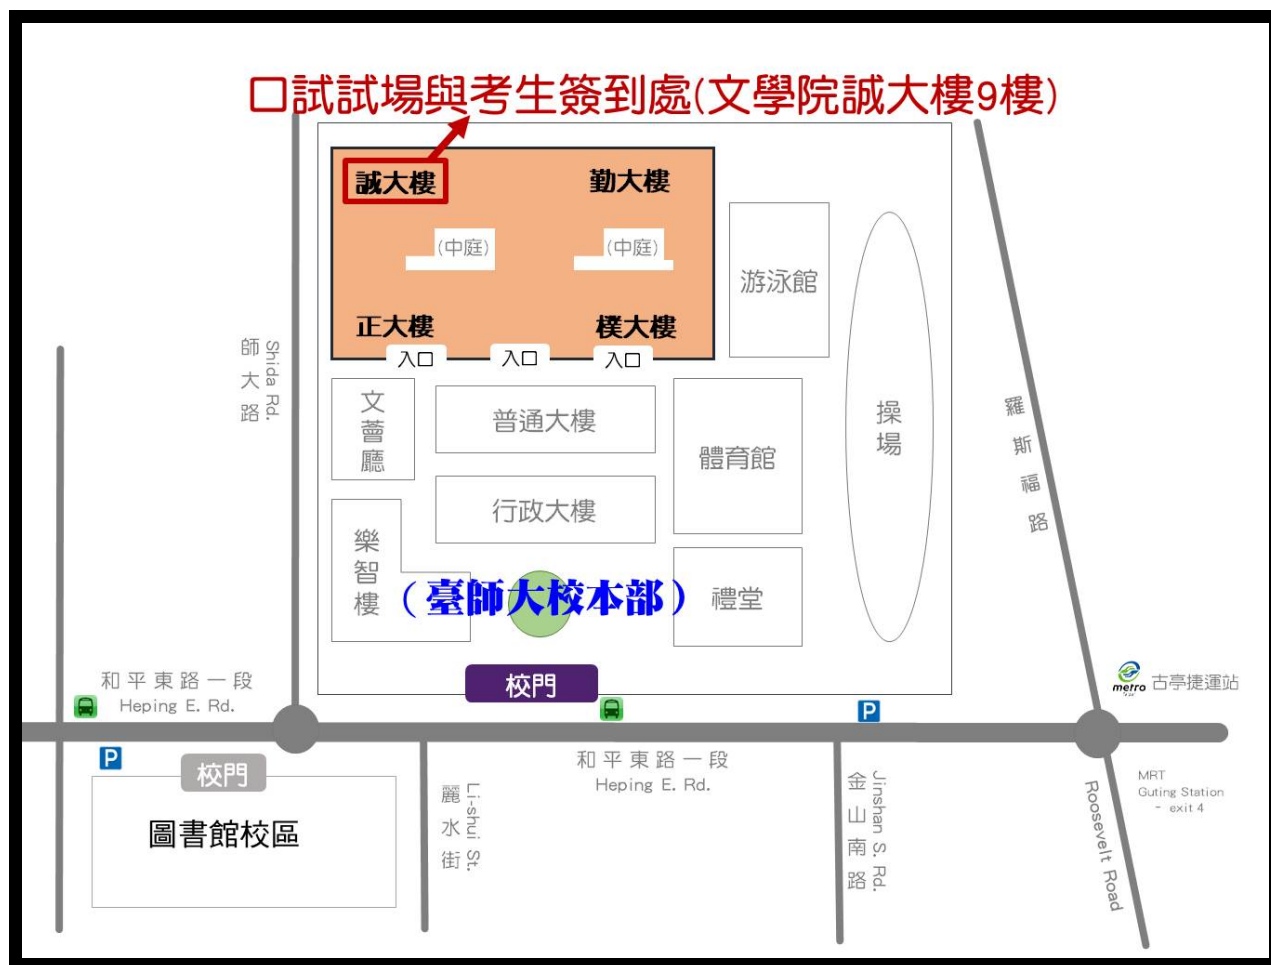 口試試場與考生簽到處(文學院誠大樓9樓)
誠大樓
勤大樓
(中庭)
(中庭)
游泳館
正大樓
樸大樓
入口
入口
入口
師大路
Shida Rd.
文薈廳
普通大樓
體育館
操場
羅斯福路
行政大樓
樂智樓
(臺師大校本部)
禮堂
校門
和平東路一段
Heping E. Rd.
metro
古亭捷運站
P
P
校門
圖書館校區
麗水街
Li-shui St.
和平東路一段
Heping E. Rd.
金山南路
Jinshan S. Rd.
Roosevelt Road
MRT
Guting Station
- exit 4